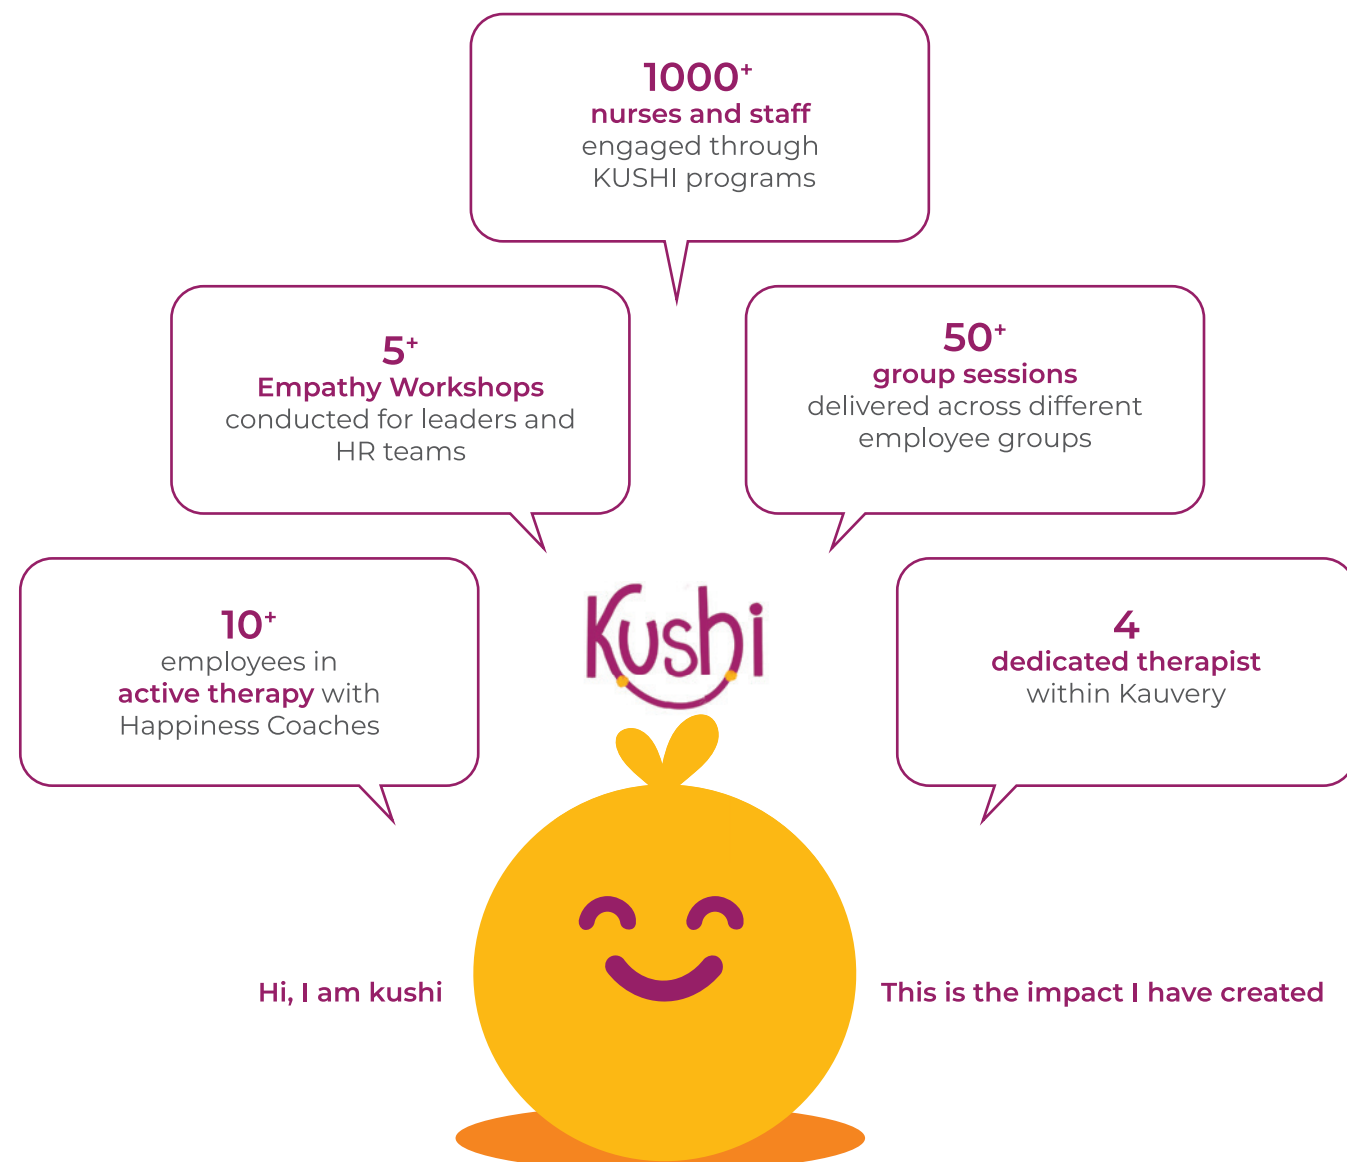 1000+
nurses and staff
engaged through
KUSHI programs
5+
Empathy Workshops
conducted for leaders and
HR teams
50+
group sessions
delivered across different
employee groups
10+
employees in
active therapy with
Happiness Coaches
Kushi
4
dedicated therapist
within Kauvery
Hi, I am kushi
This is the impact I have created